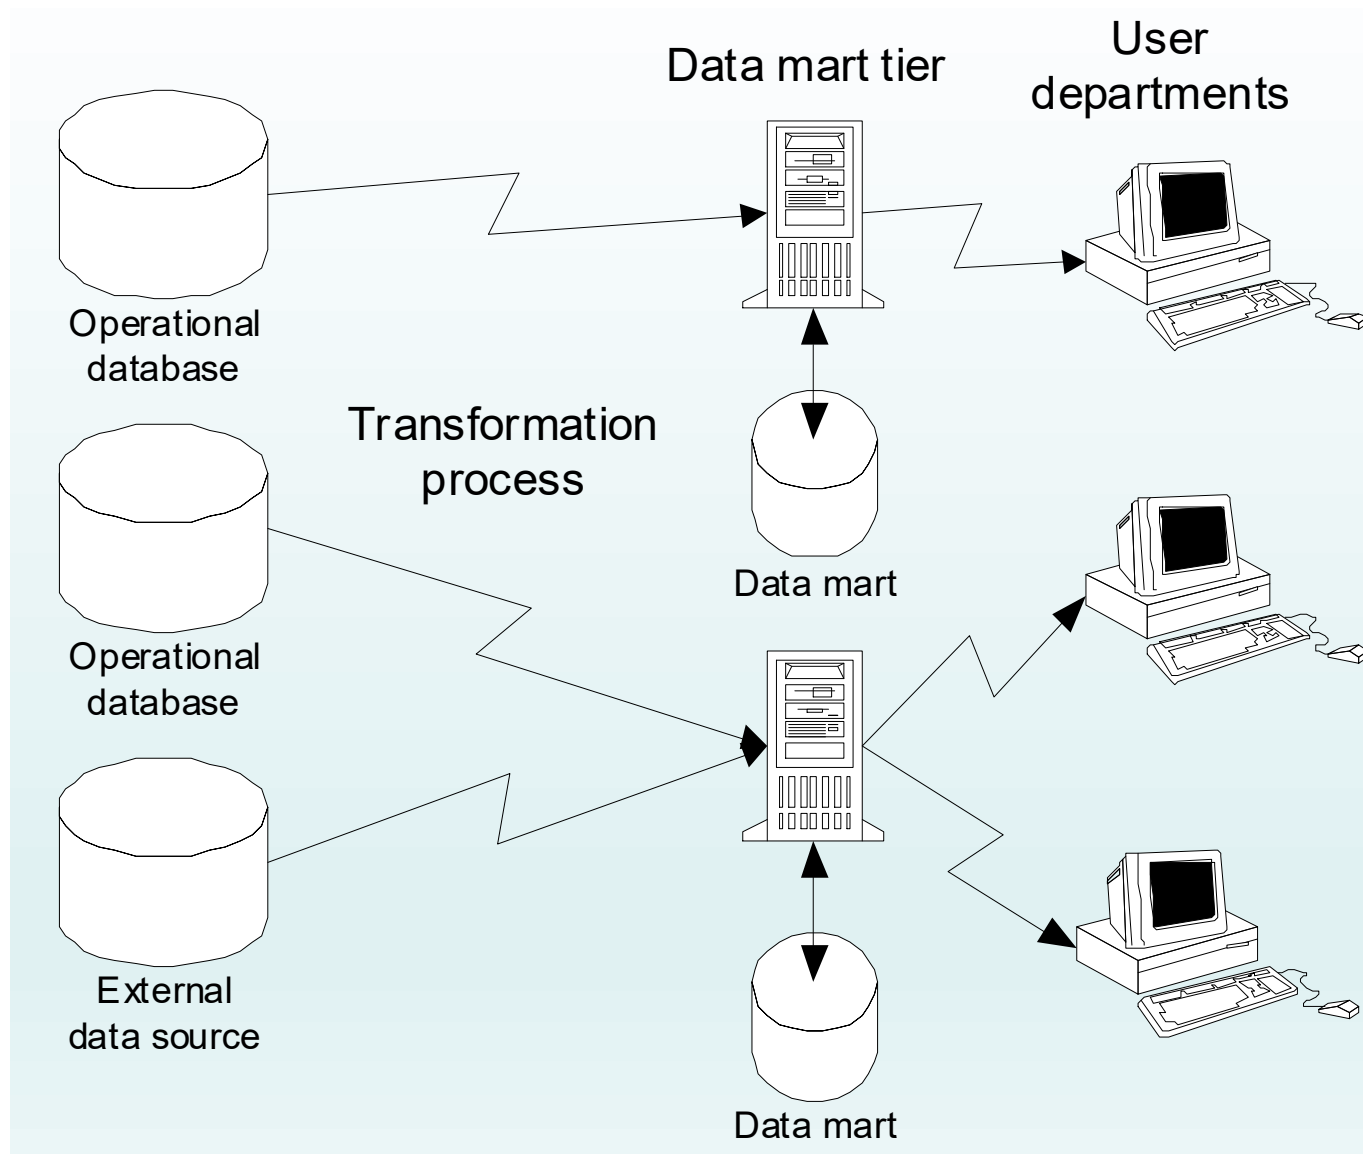 Data mart tier
User
departments
Operational
database
Transformation
process
Data mart
Operational
database
External
data source
Data mart